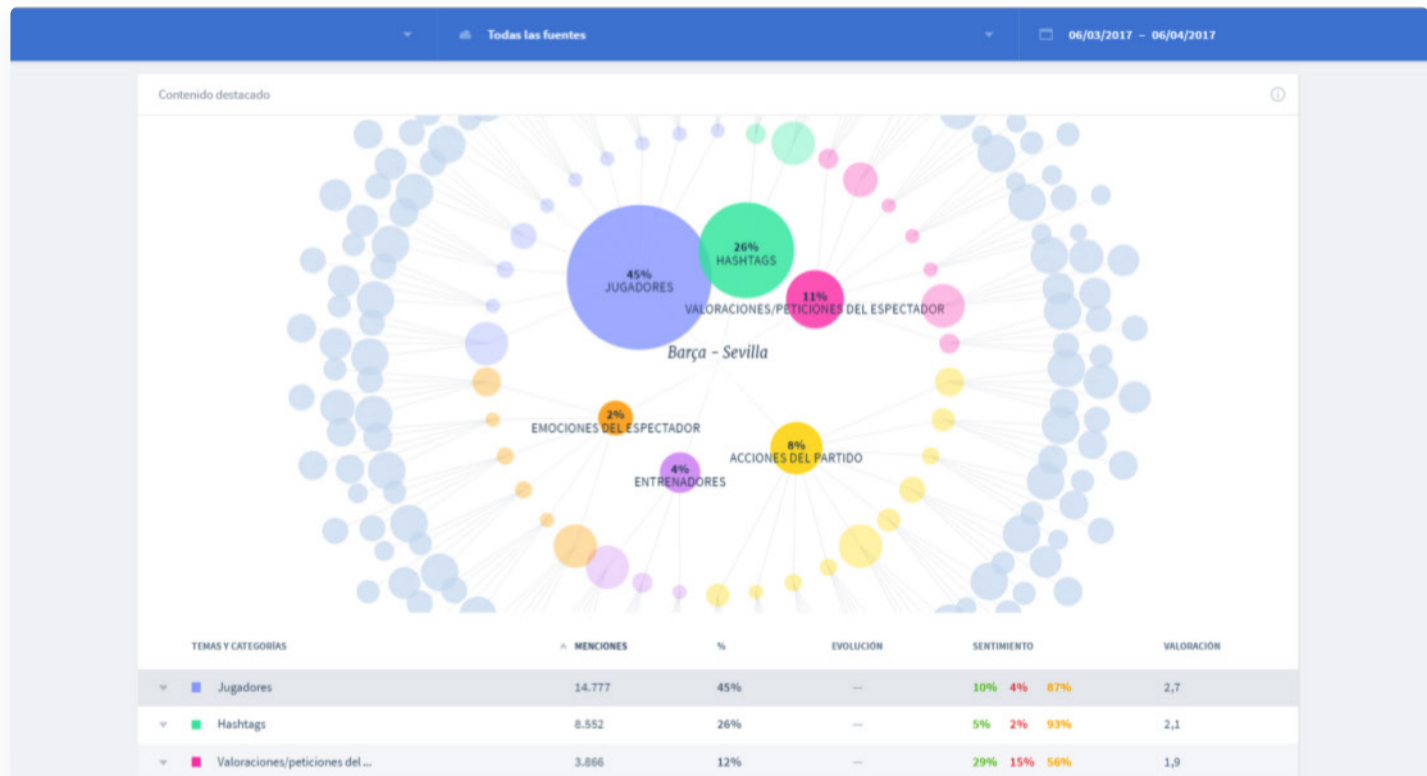 Todas las fuentes
06/03/2017 – 06/04/2017
Contenido destacado
26%
HASHTAGS
45%
JUGADORES
11%
VALORACIONES/PETICIONES DEL ESPECTADOR
Barça – Sevilla
2%
EMOCIONES DEL ESPECTADOR
8%
ACCIONES DEL PARTIDO
4%
ENTRENADORES
TEMAS Y CATEGORÍAS MENCIONES % EVOLUCIÓN SENTIMIENTO VALORACIÓN
Jugadores 14.777 45% — 10% 4% 87% 2,7
Hashtags 8.552 26% — 5% 2% 93% 2,1
Valoraciones/peticiones del ... 3.866 12% — 29% 15% 56% 1,9